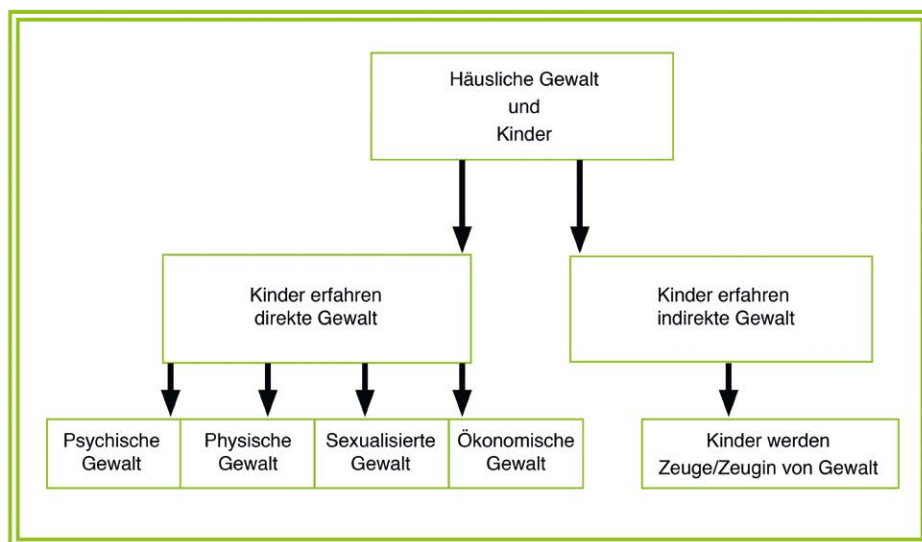 Häusliche Gewalt
und
Kinder
Kinder erfahren
direkte Gewalt
Kinder erfahren
indirekte Gewalt
Psychische
Gewalt
Physische
Gewalt
Sexualisierte
Gewalt
Ökonomische
Gewalt
Kinder werden
Zeuge/Zeugin von Gewalt